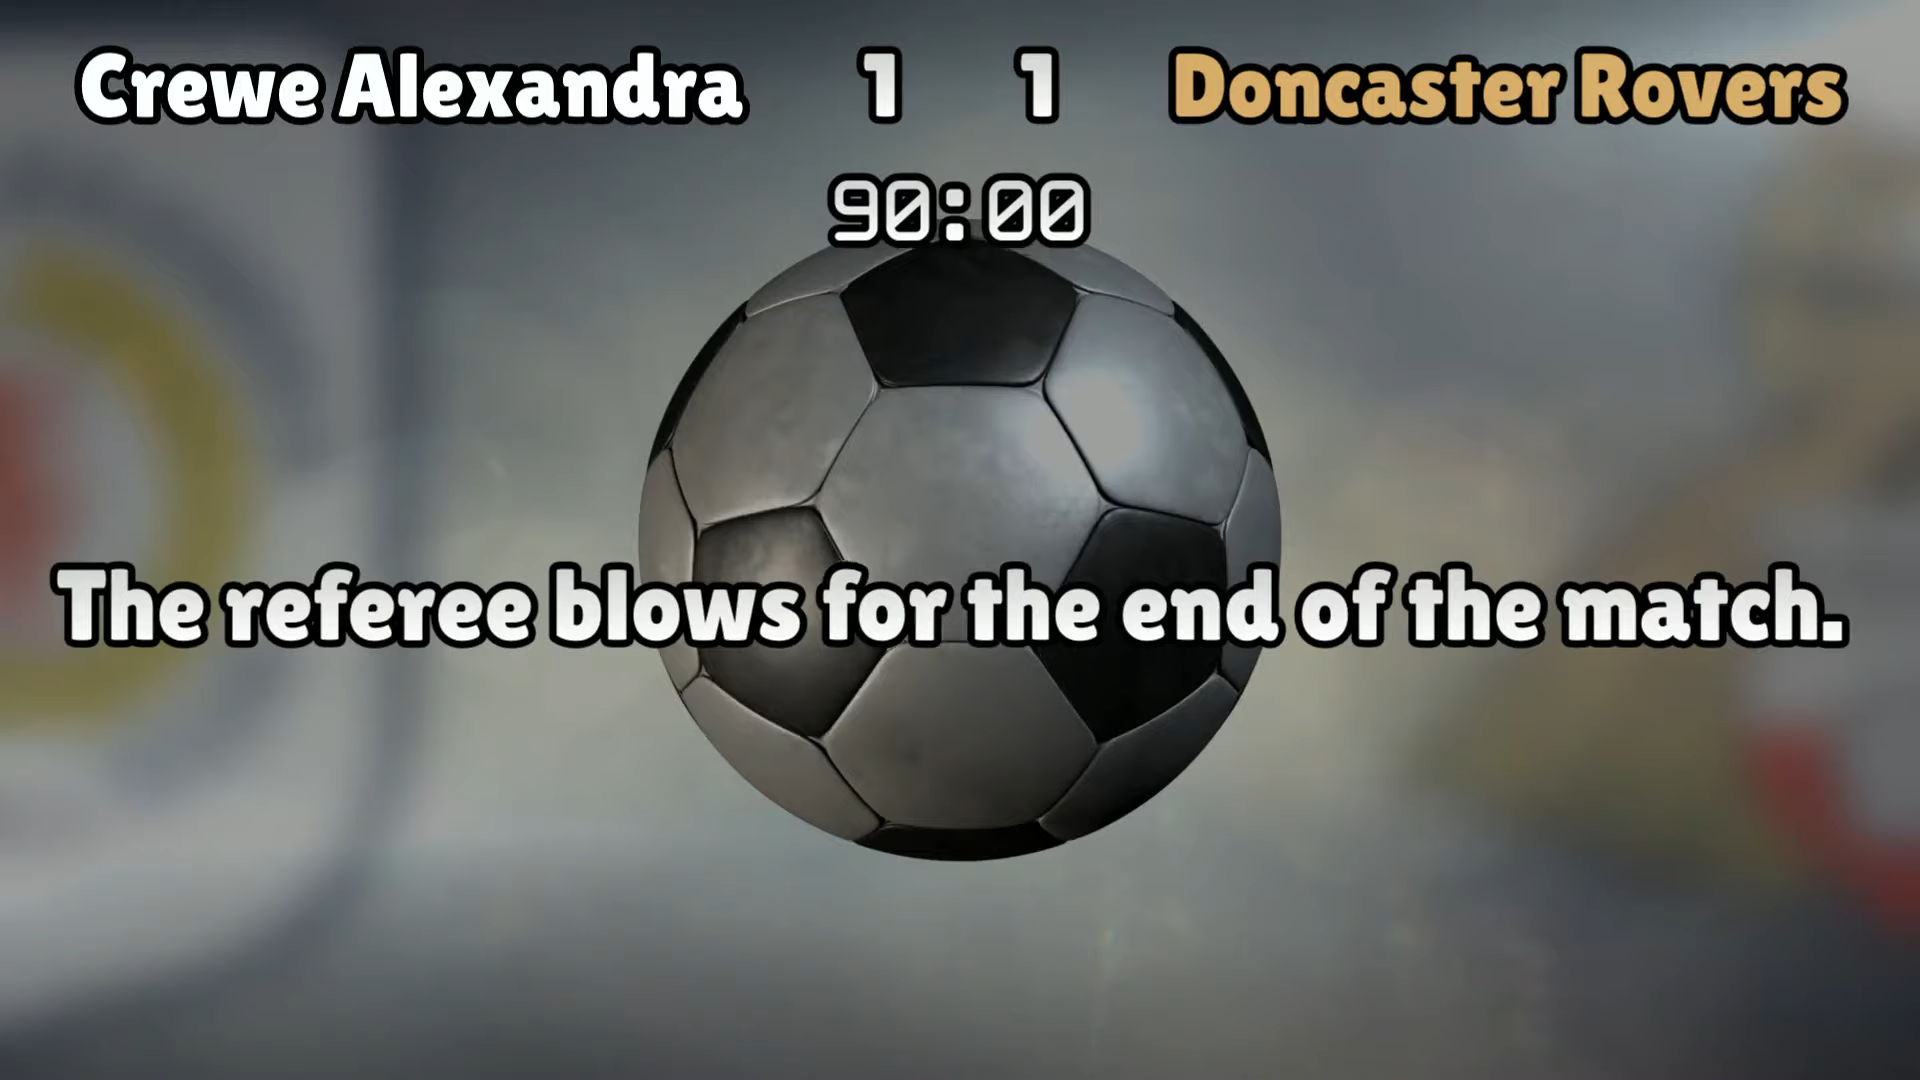 Crewe Alexandra 1 1 Doncaster Rovers
90:00
The referee blows for the end of the match.